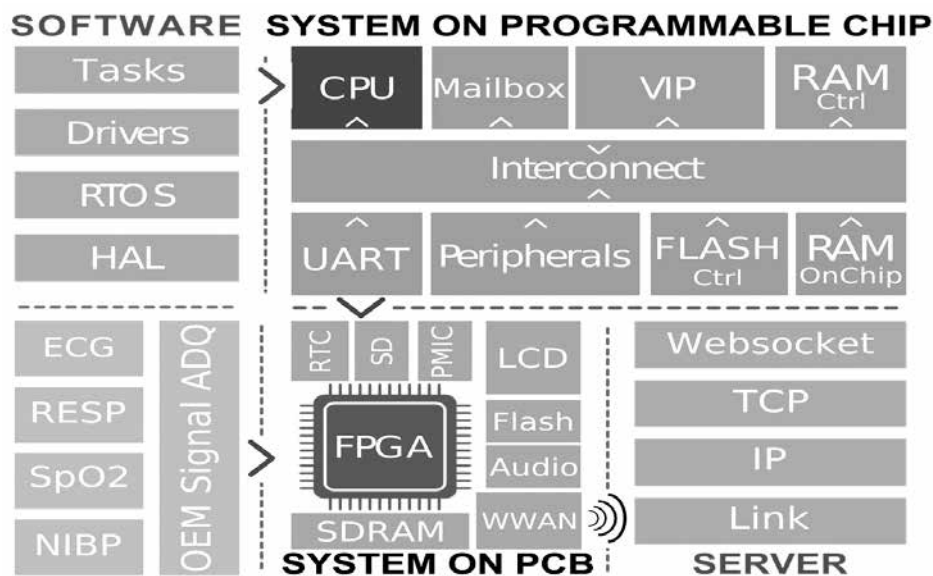 SOFTWARE
Tasks
Drivers
RTOS
HAL
SYSTEM ON PROGRAMMABLE CHIP
CPU
Mailbox
VIP
RAM
Ctrl
Interconnect
UART
Peripherals
FLASH
Ctrl
RAM
OnChip
ECG
RESP
SpO2
NIBP
OEM Signal ADQ
RTC
SD
PMIC
LCD
FPGA
Flash
Audio
SDRAM
WWAN
SYSTEM ON PCB
Websocket
TCP
IP
Link
SERVER